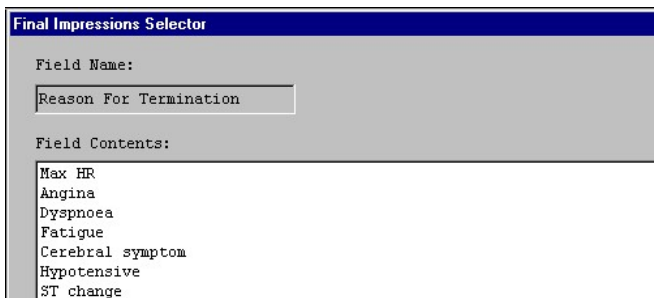 Final Impressions Selector
Field Name:
Reason For Termination
Field Contents:
Max HR
Angina
Dyspnoea
Fatigue
Cerebral symptom
Hypotensive
ST change